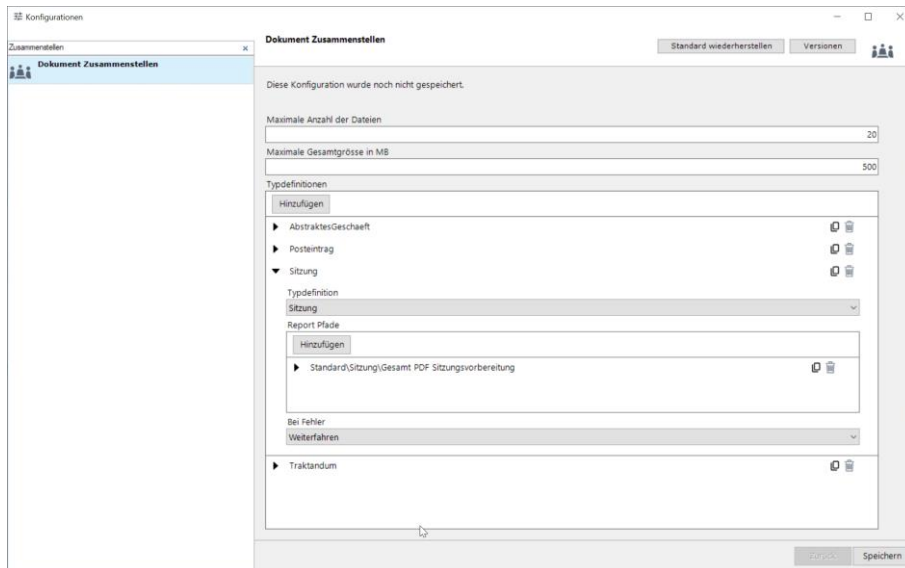 Konfigurationen
Zusammenstellen
Dokument Zusammenstellen
Dokument Zusammenstellen
Standard wiederherstellen
Versionen
Diese Konfiguration wurde noch nicht gespeichert.
Maximale Anzahl der Dateien
20
Maximale Gesamtgrösse in MB
500
Typdefinitionen
Hinzufügen
AbstraktesGeschaeft
Posteintrag
Sitzung
Typdefinition
Sitzung
Report Pfade
Hinzufügen
Standard\Sitzung\Gesamt PDF Sitzungsvorbereitung
Bei Fehler
Weiterfahren
Traktandum
Zurück
Speichern